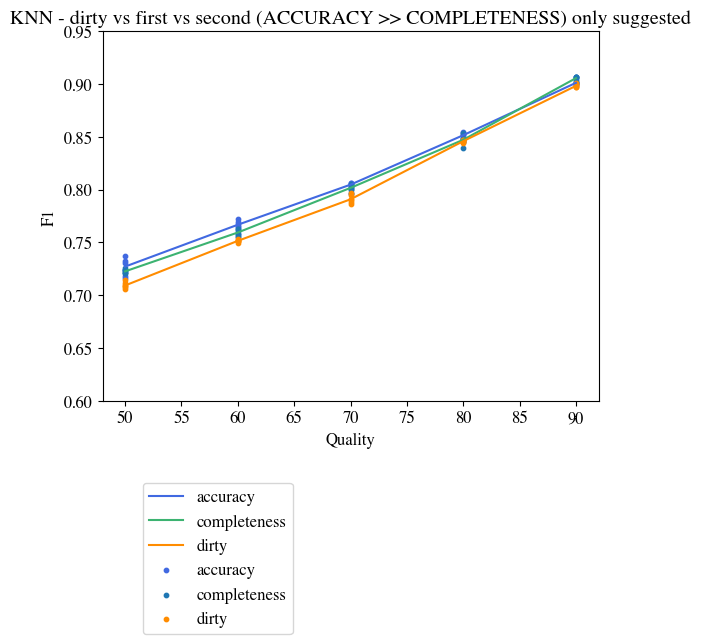 KNN - dirty vs first vs second (ACCURACY >> COMPLETENESS) only suggested
0.95
0.90
0.85
0.80
0.75
0.70
0.65
0.60
F1
50 55 60 65 70 75 80 85 90
Quality
accuracy
completeness
dirty
accuracy
completeness
dirty